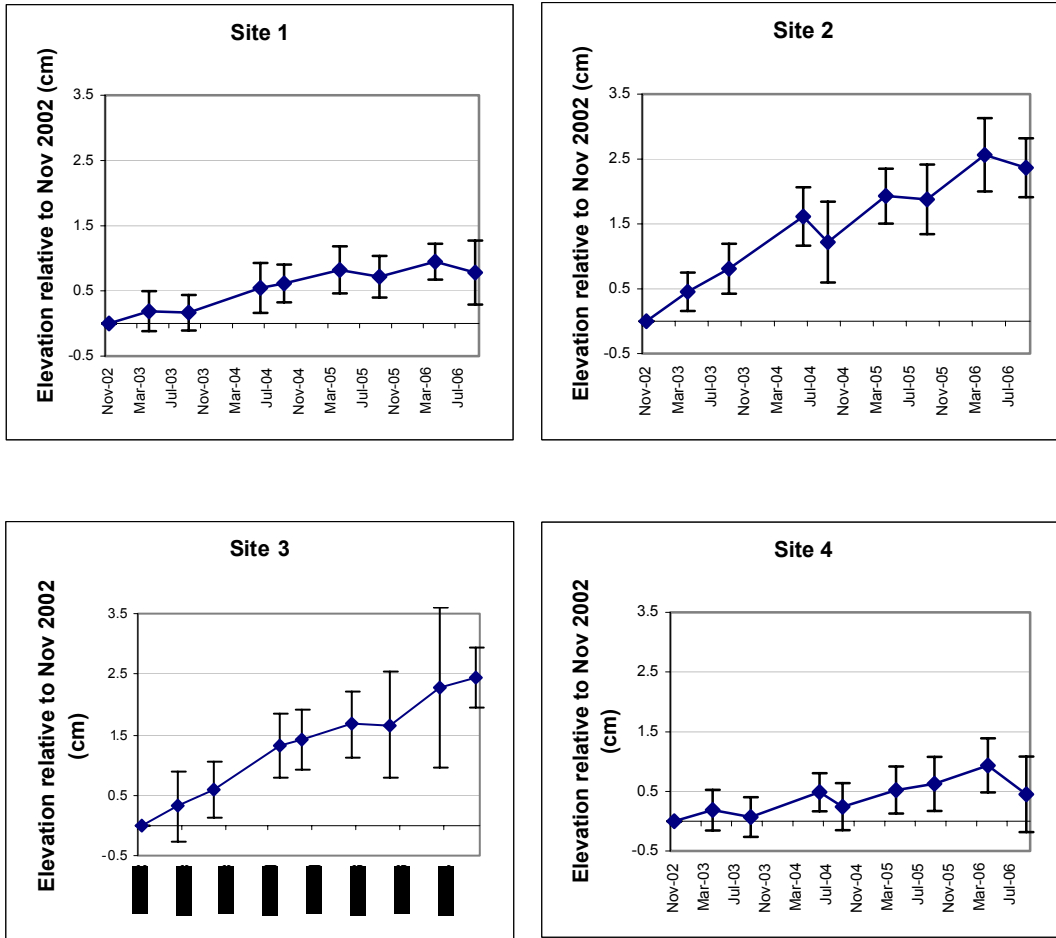 Site 1
Elevation relative to Nov 2002 (cm)
3.5
2.5
1.5
0.5
-0.5
Nov-02
Mar-03
Jul-03
Nov-03
Mar-04
Jul-04
Nov-04
Mar-05
Jul-05
Nov-05
Mar-06
Jul-06
Site 2
Elevation relative to Nov 2002 (cm)
3.5
2.5
1.5
0.5
-0.5
Nov-02
Mar-03
Jul-03
Nov-03
Mar-04
Jul-04
Nov-04
Mar-05
Jul-05
Nov-05
Mar-06
Jul-06
Site 3
Elevation relative to Nov 2002
(cm)
3.5
2.5
1.5
0.5
-0.5
Site 4
Elevation relative to Nov 2002
(cm)
3.5
2.5
1.5
0.5
-0.5
Nov-02
Mar-03
Jul-03
Nov-03
Mar-04
Jul-04
Nov-04
Mar-05
Jul-05
Nov-05
Mar-06
Jul-06